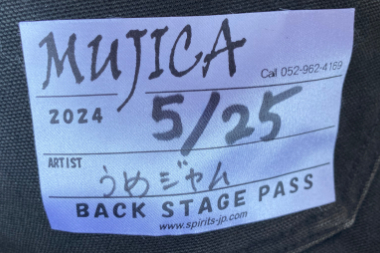 MUJICA
Call 052-962-4169
2024 5/25
ARTIST
うめジャム
BACK STAGE PASS
www.spirits-jp.com